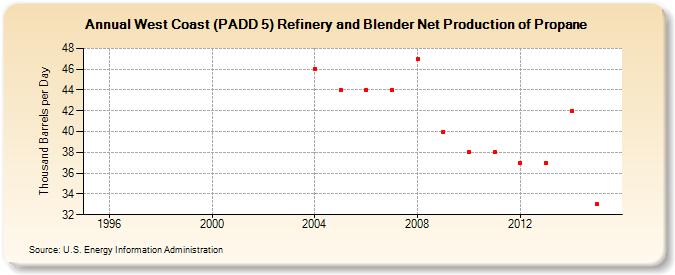 Annual West Coast (PADD 5) Refinery and Blender Net Production of Propane
Thousand Barrels per Day
48
46
44
42
40
38
36
34
32
1996 2000 2004 2008 2012
Source: U.S. Energy Information Administration